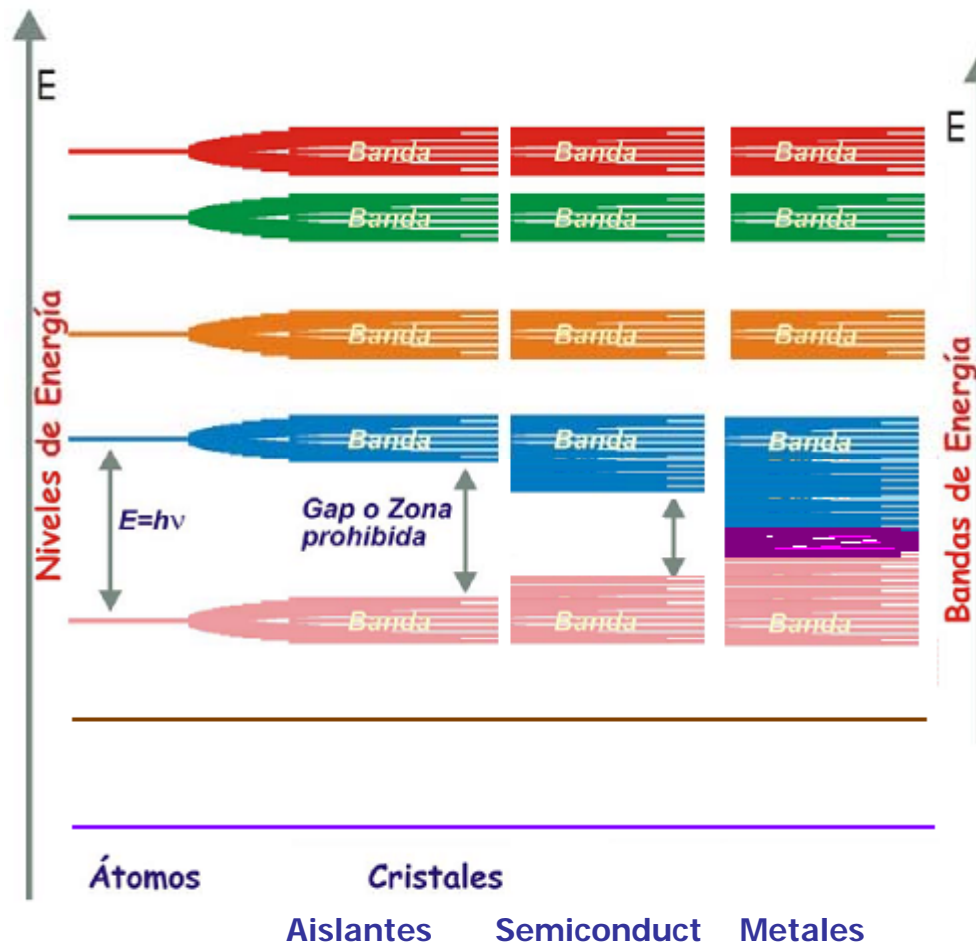 E
E
Banda Banda Banda
Banda Banda Banda
Banda Banda Banda
Niveles de Energía
Bandas de Energía
Banda Banda Banda
E=hν
Gap o Zona
prohibida
Banda Banda Banda
Átomos Cristales
Aislantes Semiconduct Metales